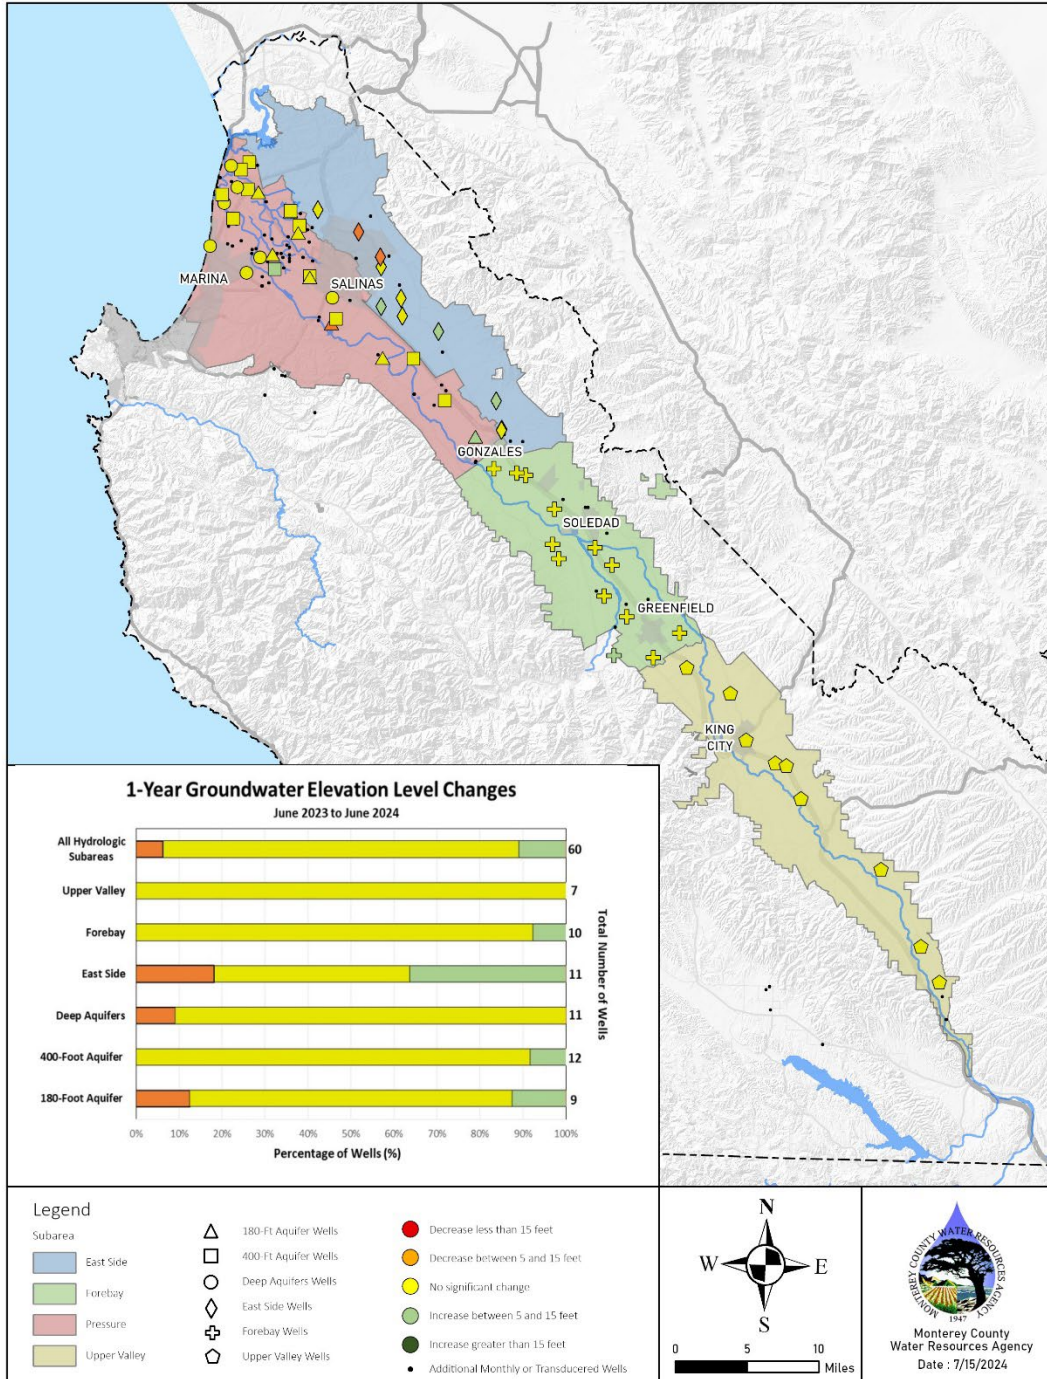 MARINA
SALINAS
GONZALES
SOLEDAD
GREENFIELD
KING
CITY
1-Year Groundwater Elevation Level Changes
June 2023 to June 2024
All Hydrologic
Subareas
60
Upper Valley
7
Forebay
10
East Side
11
Deep Aquifers
11
400-Foot Aquifer
12
180-Foot Aquifer
9
Total Number of Wells
0% 10% 20% 30% 40% 50% 60% 70% 80% 90% 100%
Percentage of Wells (%)
Legend
Subarea
East Side
Forebay
Pressure
Upper Valley
180-Ft Aquifer Wells
400-Ft Aquifer Wells
Deep Aquifers Wells
East Side Wells
Forebay Wells
Upper Valley Wells
Decrease less than 15 feet
Decrease between 5 and 15 feet
No significant change
Increase between 5 and 15 feet
Increase greater than 15 feet
Additional Monthly or Transducered Wells
N
W E
S
0 5 10
Miles
MONTEREY COUNTY WATER RESOURCES AGENCY
1947
Monterey County
Water Resources Agency
Date : 7/15/2024